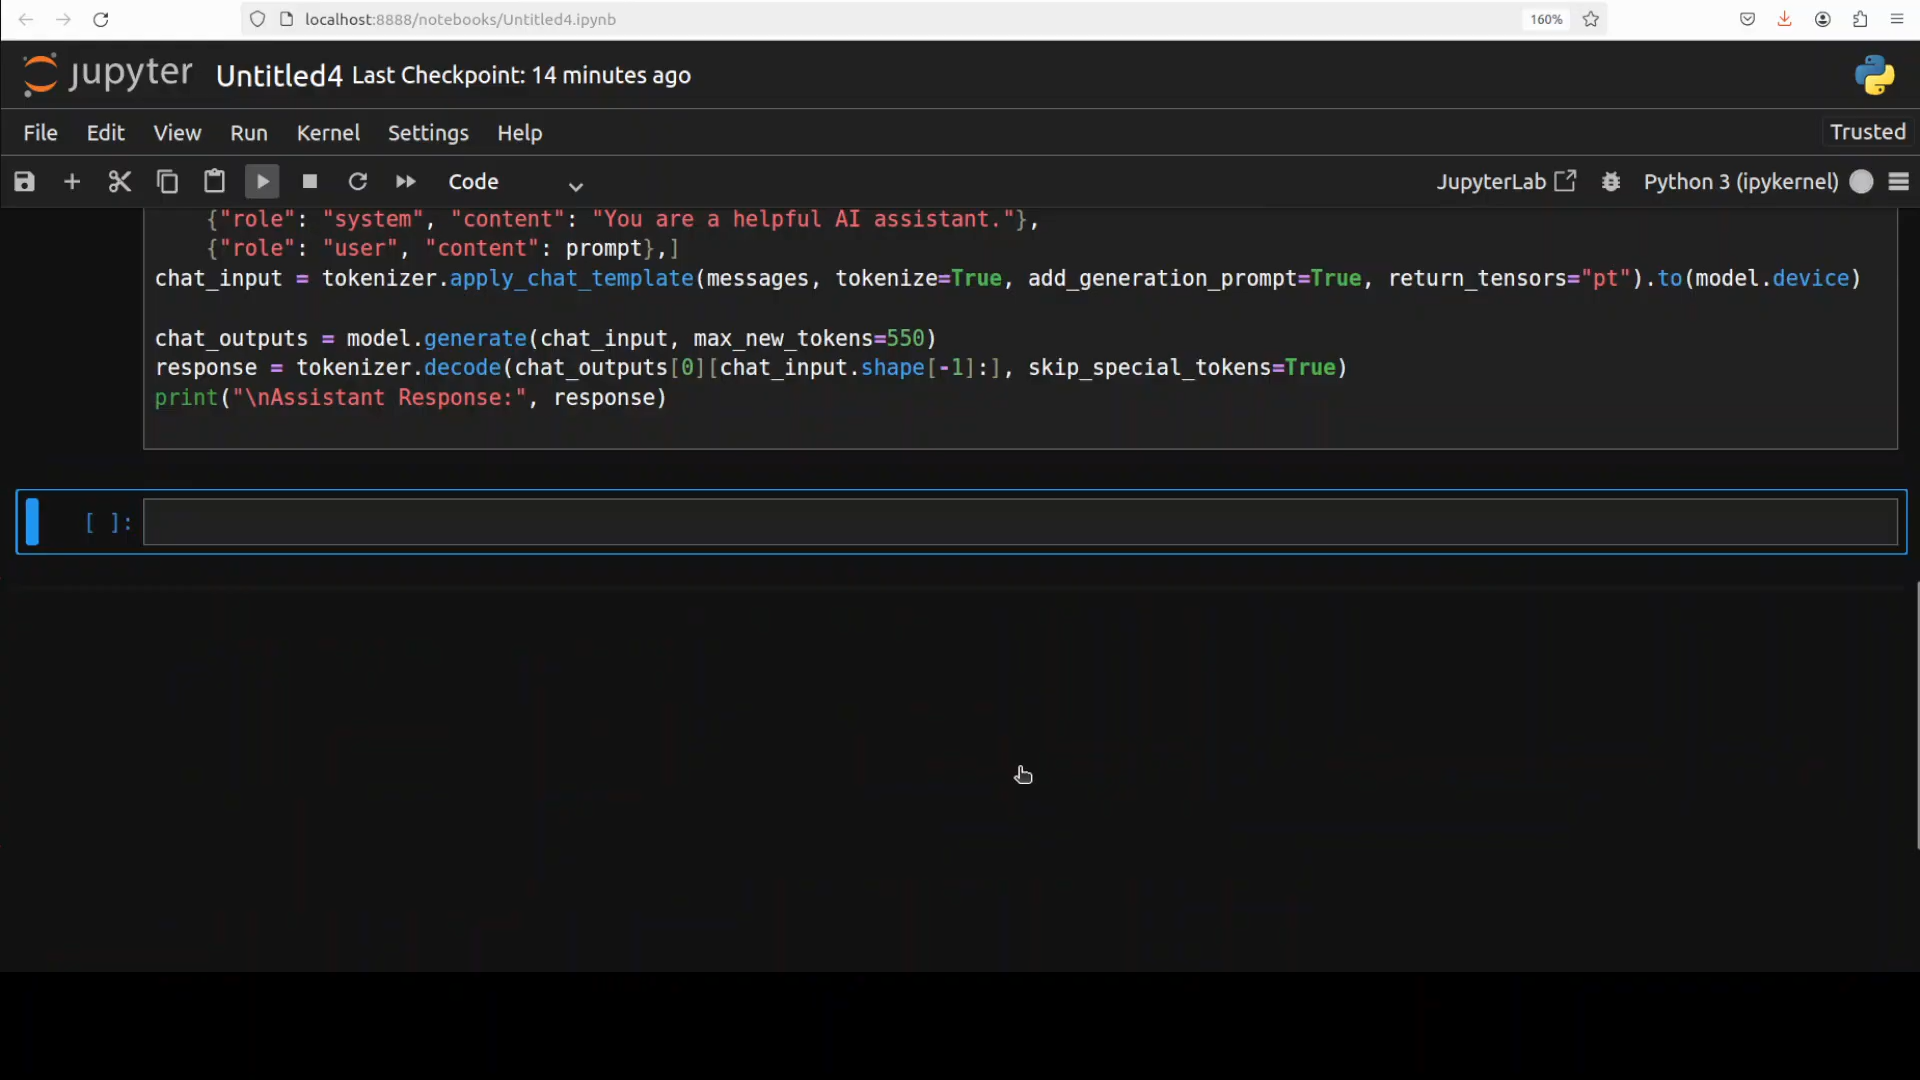 localhost:8888/notebooks/Untitled4.ipynb 160%
jupyter Untitled4 Last Checkpoint: 14 minutes ago
File Edit View Run Kernel Settings Help Trusted
Code JupyterLab Python 3 (ipykernel)
{"role": "system", "content": "You are a helpful AI assistant."},
{"role": "user", "content": prompt},]
chat_input = tokenizer.apply_chat_template(messages, tokenize=True, add_generation_prompt=True, return_tensors="pt").to(model.device)
chat_outputs = model.generate(chat_input, max_new_tokens=550)
response = tokenizer.decode(chat_outputs[0][chat_input.shape[-1]:], skip_special_tokens=True)
print("\nAssistant Response:", response)
[ ]: